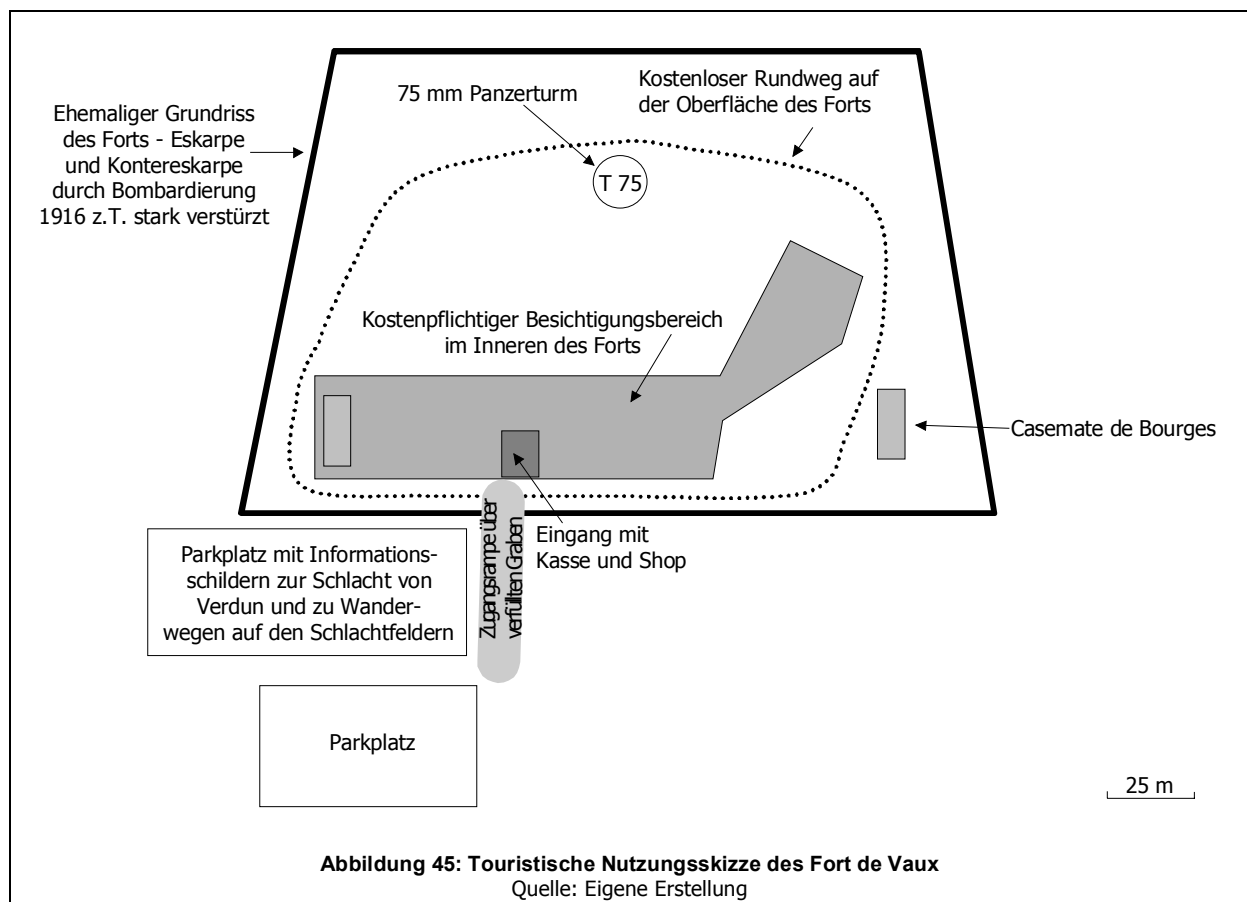 Ehemaliger Grundriss
des Forts - Eskarpe
und Kontereskarpe
durch Bombardierung
1916 z.T. stark verstürzt
75 mm Panzerturm
Kostenloser Rundweg auf
der Oberfläche des Forts
T 75
Kostenpflichtiger Besichtigungsbereich
im Inneren des Forts
Casemate de Bourges
Eingang mit
Kasse und Shop
Zugangsrampe über
verfüllten Graben
Parkplatz mit Informations-
schildern zur Schlacht von
Verdun und zu Wander-
wegen auf den Schlachtfeldern
Parkplatz
25 m
Abbildung 45: Touristische Nutzungsskizze des Fort de Vaux
Quelle: Eigene Erstellung